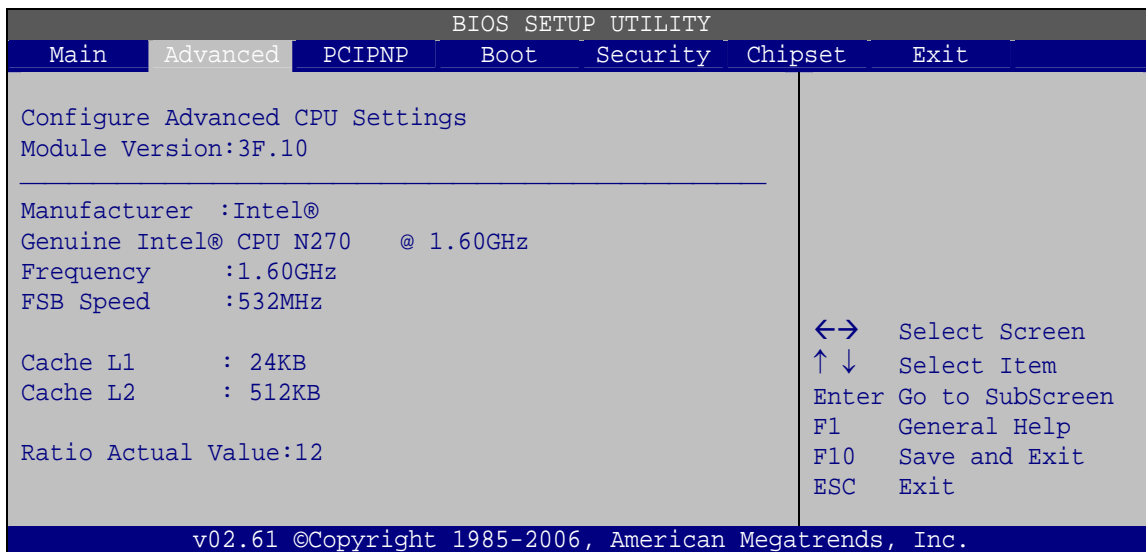 BIOS SETUP UTILITY
Main Advanced PCIPNP Boot Security Chipset Exit
Configure Advanced CPU Settings
Module Version:3F.10
Manufacturer :Intel®
Genuine Intel® CPU N270 @ 1.60GHz
Frequency :1.60GHz
FSB Speed :532MHz
Cache L1 : 24KB
Cache L2 : 512KB
Ratio Actual Value:12
←→ Select Screen
↑ ↓ Select Item
Enter Go to SubScreen
F1 General Help
F10 Save and Exit
ESC Exit
v02.61 ©Copyright 1985-2006, American Megatrends, Inc.